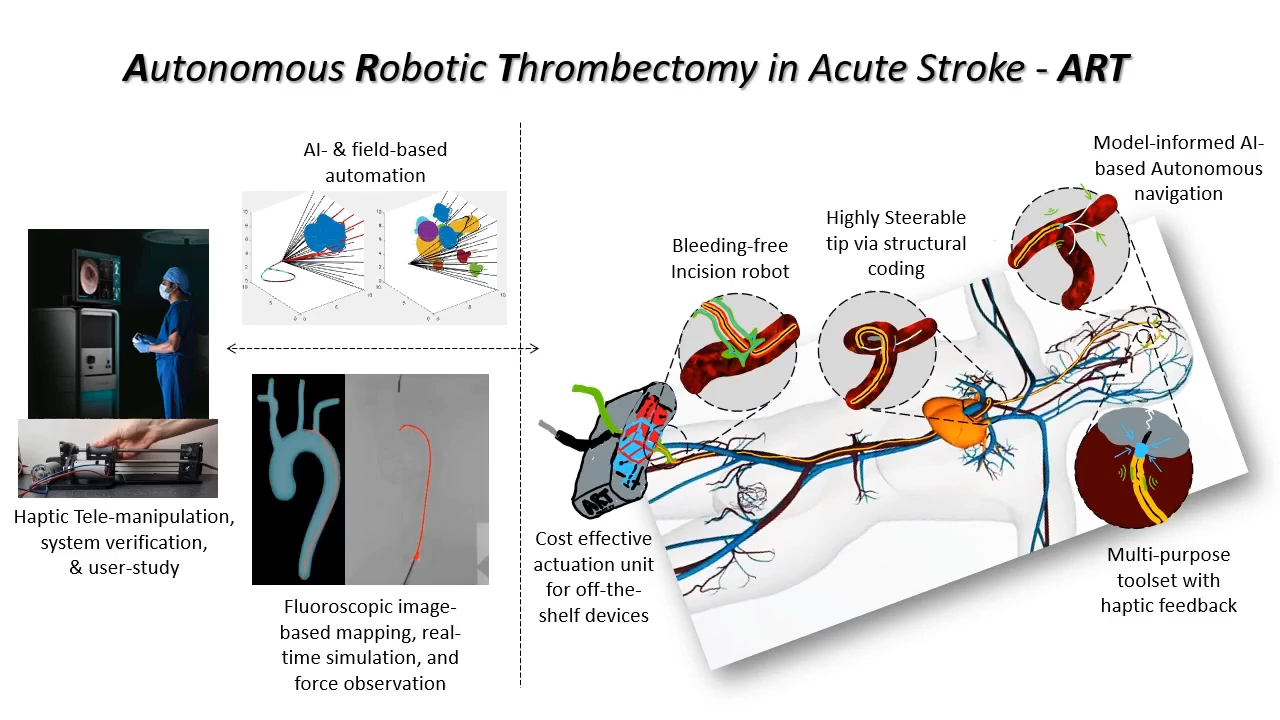 Autonomous Robotic Thrombectomy in Acute Stroke - ART
AI- & field-based
automation
Haptic Tele-manipulation,
system verification,
& user-study
Fluoroscopic image-
based mapping, real-
time simulation, and
force observation
Bleeding-free
Incision robot
Highly Steerable
tip via structural
coding
Model-informed AI-
based Autonomous
navigation
ART
Cost effective
actuation unit
for off-the-
shelf devices
Multi-purpose
toolset with
haptic feedback